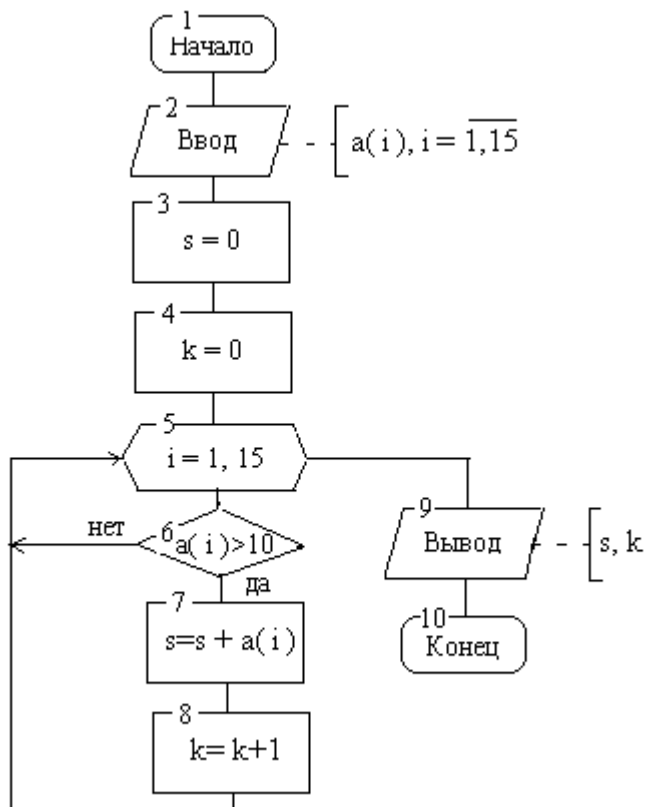 1
Начало
2
Ввод
a(i), i = 1,15
3
s = 0
4
k = 0
5
i = 1, 15
нет
6
a(i)>10
да
7
s=s + a(i)
8
k= k+1
9
Вывод
s, k
10
Конец